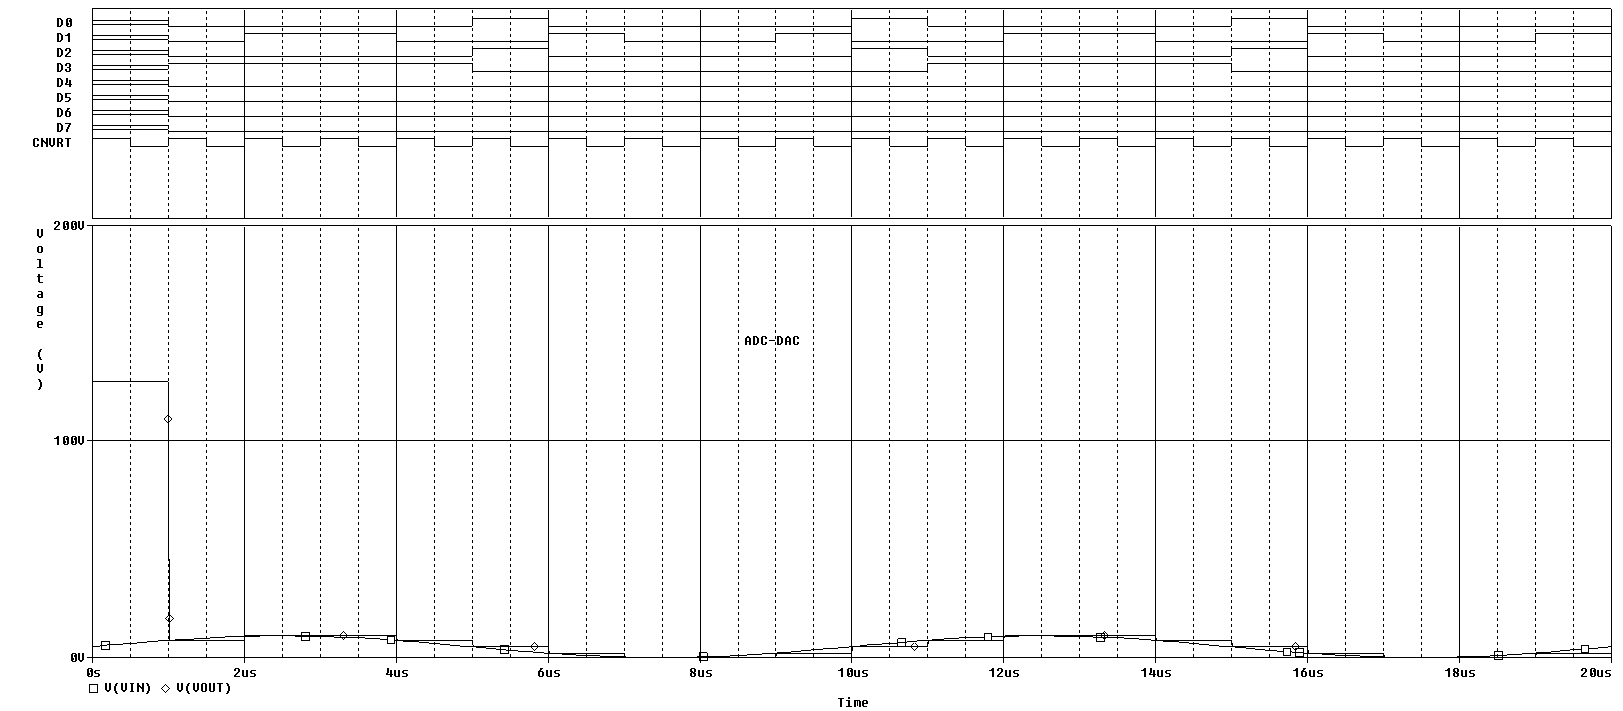 D0
D1
D2
D3
D4
D5
D6
D7
CNVRT
200V
Voltage (V)
ADC-DAC
100V
0V
0s 2us 4us 6us 8us 10us 12us 14us 16us 18us 20us
V(VIN) V(VOUT)
Time